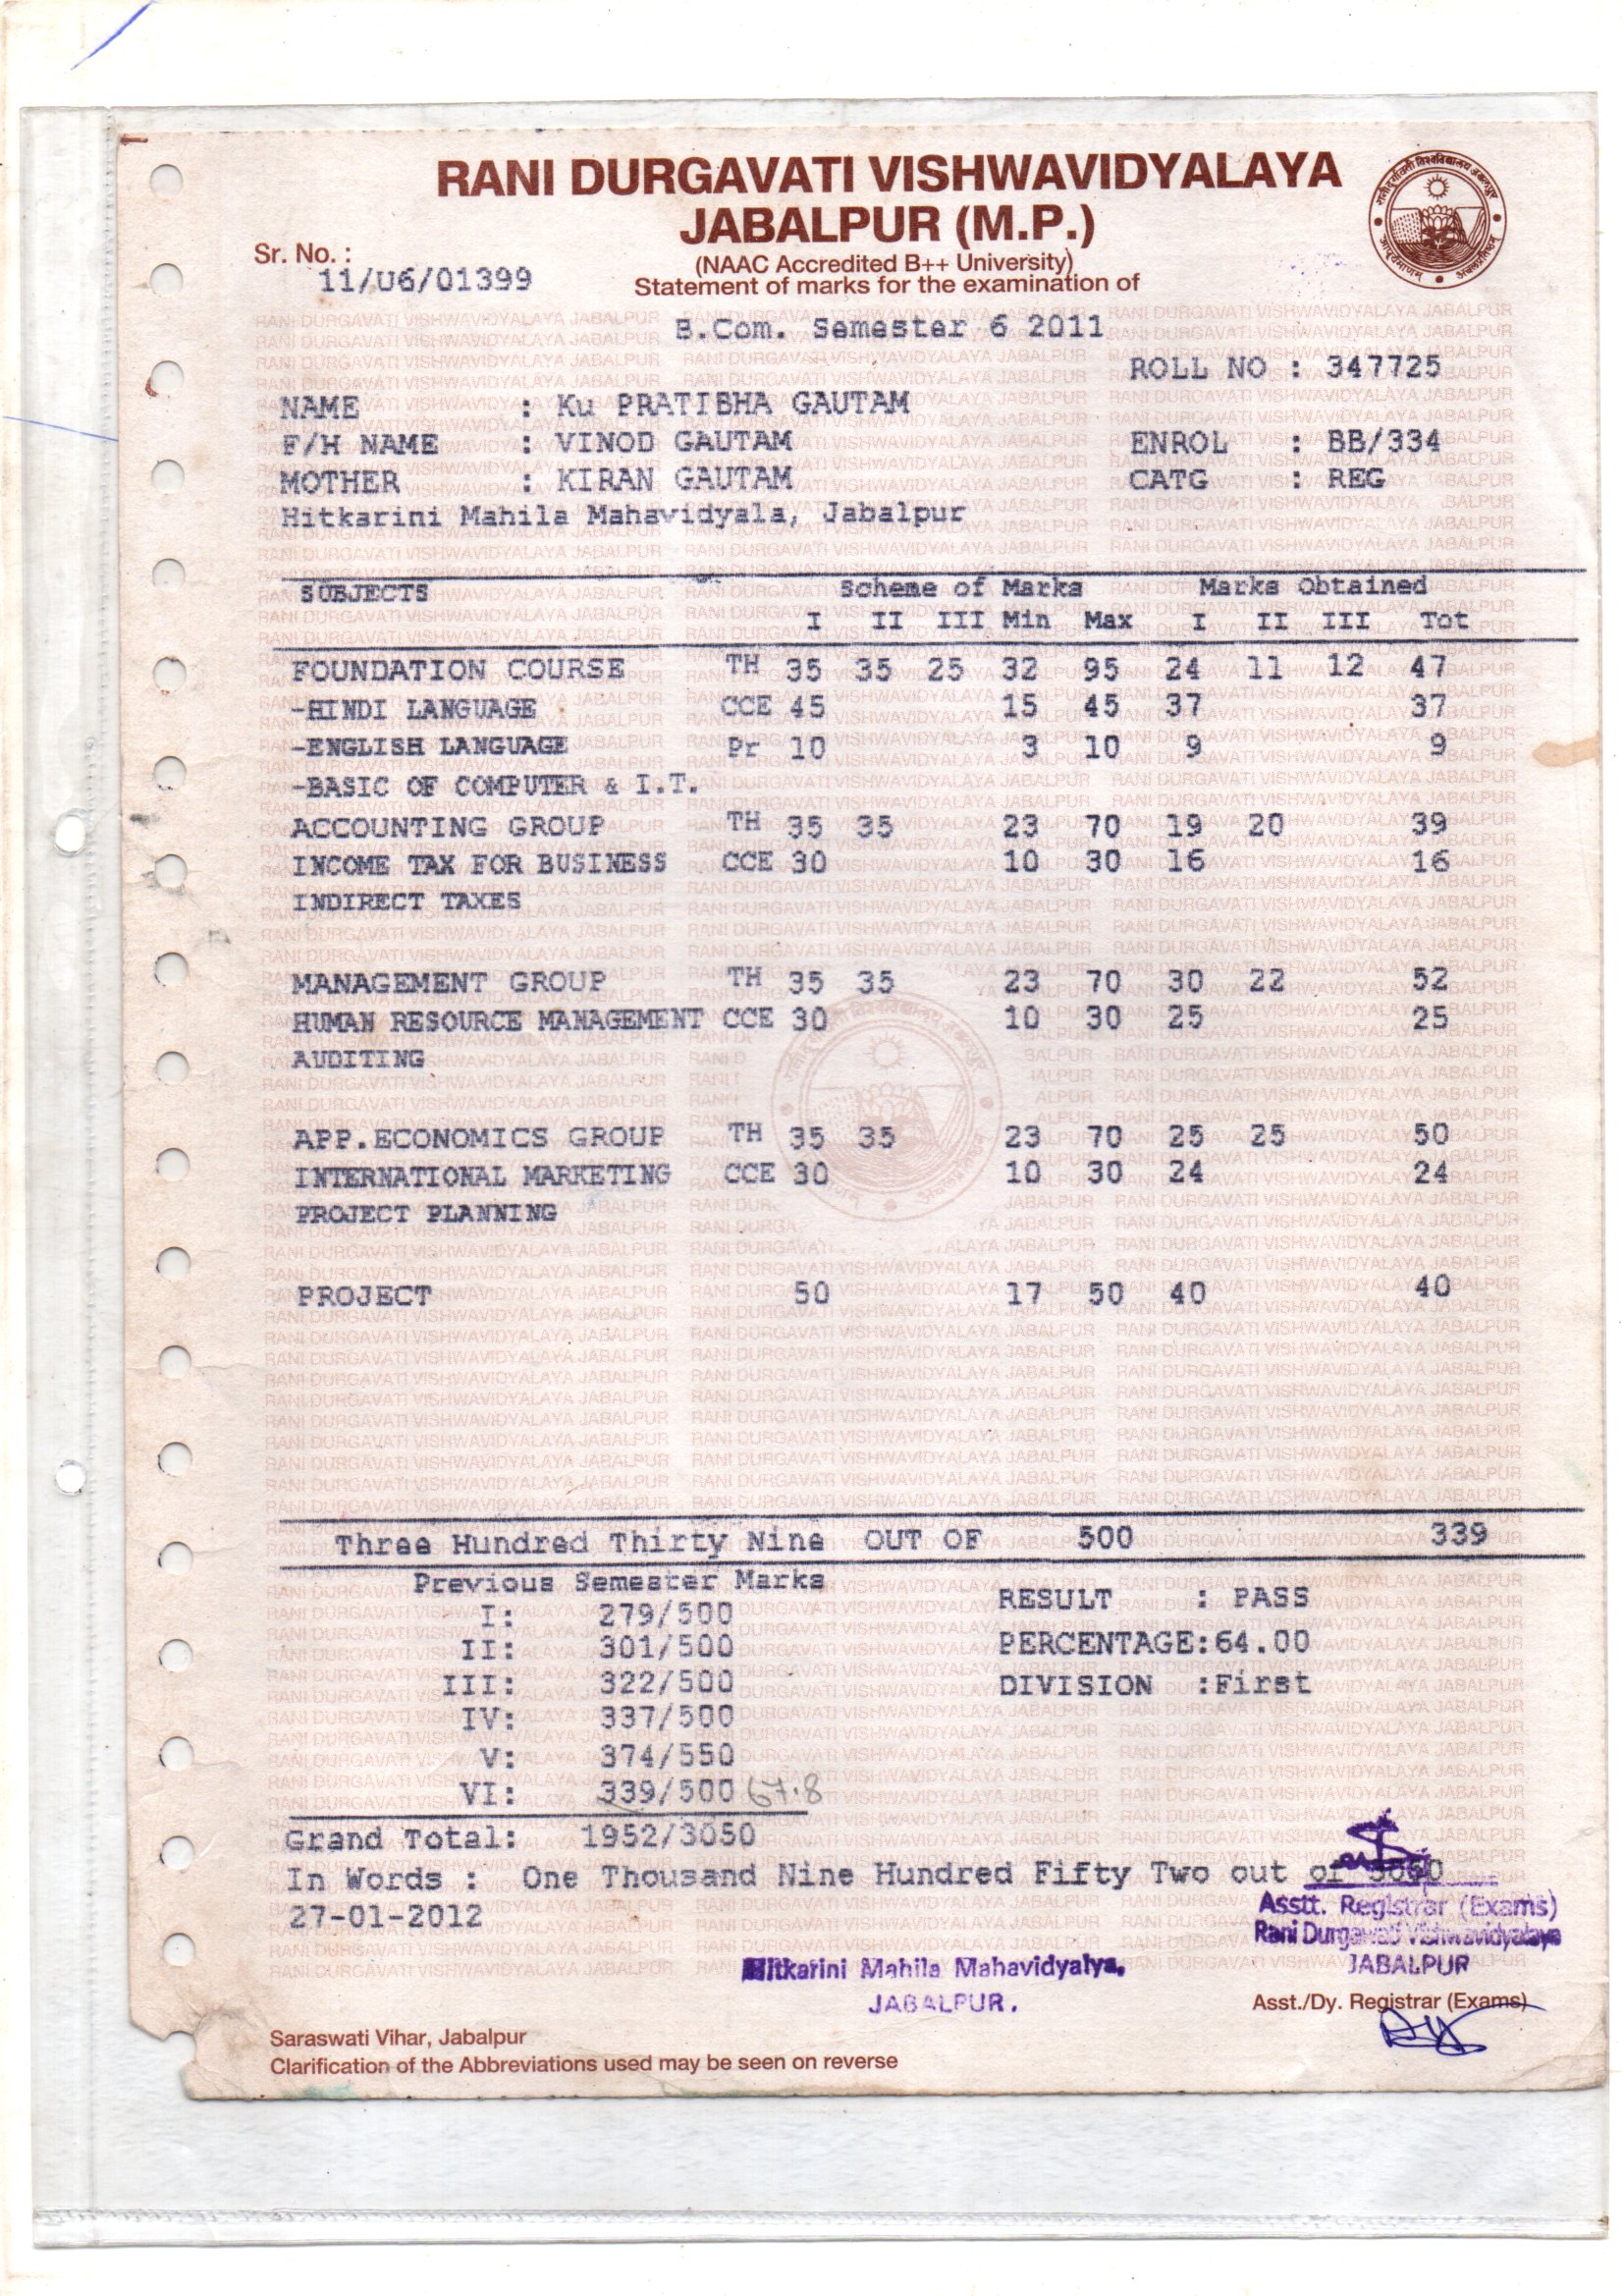 RANI DURGAVATI VISHWAVIDYALAYA
JABALPUR (M.P.)
Sr. No. :
11/U6/01399
(NAAC Accredited B++ University)
Statement of marks for the examination of
B.Com. Semester 6 2011
ROLL NO : 347725
NAME : Ku PRATIBHA GAUTAM
F/H NAME : VINOD GAUTAM ENROL : BB/334
MOTHER : KIRAN GAUTAM CATG : REG
Hitkarini Mahila Mahavidyala, Jabalpur
SUBJECTS Scheme of Marks Marks Obtained
I II III Min Max I II III Tot
FOUNDATION COURSE TH 35 35 25 32 95 24 11 12 47
-HINDI LANGUAGE CCE 45 15 45 37 37
-ENGLISH LANGUAGE Pr 10 3 10 9 9
-BASIC OF COMPUTER & I.T.
ACCOUNTING GROUP TH 35 35 23 70 19 20 39
INCOME TAX FOR BUSINESS CCE 30 10 30 16 16
INDIRECT TAXES
MANAGEMENT GROUP TH 35 35 23 70 30 22 52
HUMAN RESOURCE MANAGEMENT CCE 30 10 30 25 25
AUDITING
APP.ECONOMICS GROUP TH 35 35 23 70 25 25 50
INTERNATIONAL MARKETING CCE 30 10 30 24 24
PROJECT PLANNING
PROJECT 50 17 50 40 40
Three Hundred Thirty Nine OUT OF 500 339
Previous Semester Marks
I: 279/500 RESULT : PASS
II: 301/500 PERCENTAGE:64.00
III: 322/500 DIVISION :First
IV: 337/500
V: 374/550
VI: 339/500 67.8
Grand Total: 1952/3050
In Words : One Thousand Nine Hundred Fifty Two out of
27-01-2012
Asstt. Registrar (Exams)
Rani Durgawati Vishwavidyalaya
JABALPUR
Hitkarini Mahila Mahavidyalya,
JABALPUR.
Asst./Dy. Registrar (Exams)
Saraswati Vihar, Jabalpur
Clarification of the Abbreviations used may be seen on reverse